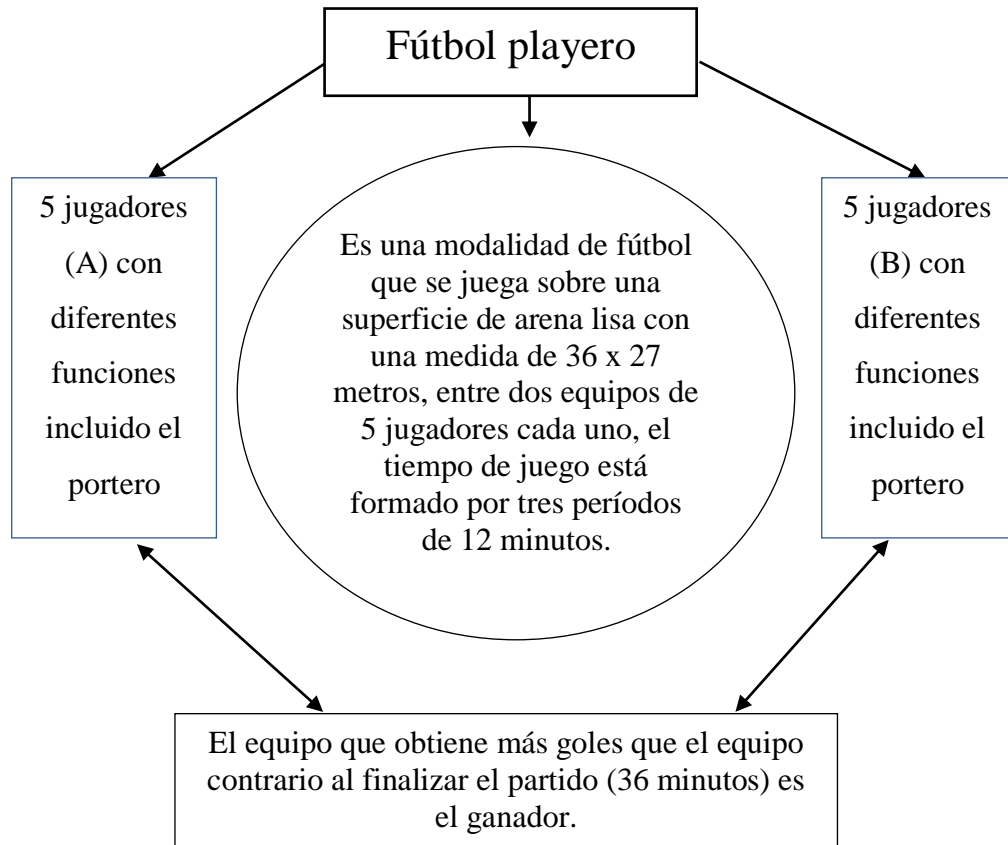 Fútbol playero
5 jugadores
(A) con
diferentes
funciones
incluido el
portero
Es una modalidad de fútbol
que se juega sobre una
superficie de arena lisa con
una medida de 36 x 27
metros, entre dos equipos de
5 jugadores cada uno, el
tiempo de juego está
formado por tres períodos
de 12 minutos.
5 jugadores
(B) con
diferentes
funciones
incluido el
portero
El equipo que obtiene más goles que el equipo
contrario al finalizar el partido (36 minutos) es
el ganador.